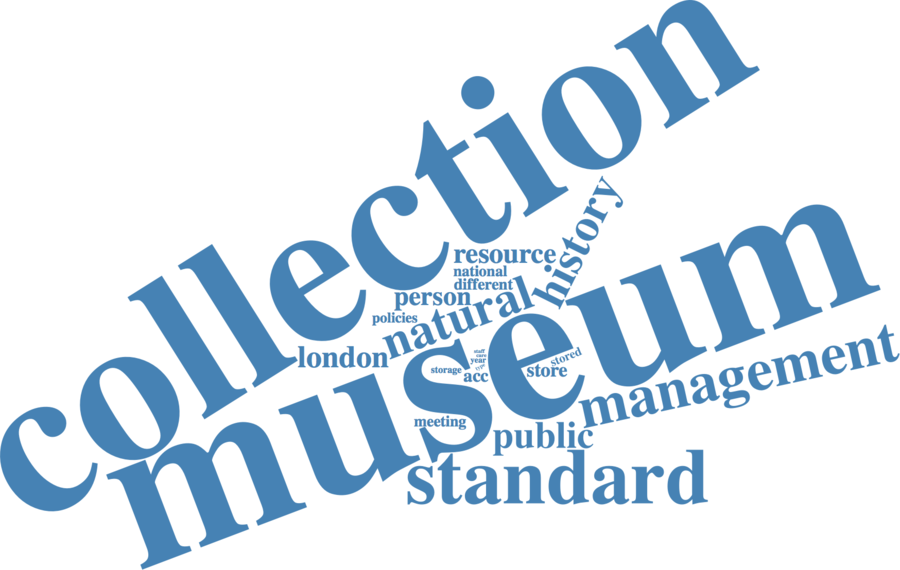 collection
history
resource
national
different
person
natural
policies
museum
london
staff
care
year
type
storage
acc
stored
store
management
meeting
public
standard